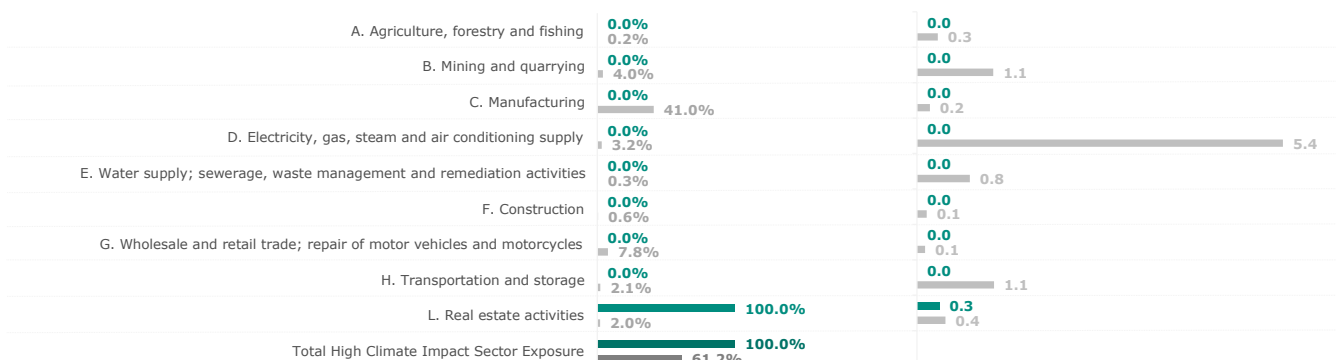 A. Agriculture, forestry and fishing 0.0% 0.0
0.2% 0.3
B. Mining and quarrying 0.0% 0.0
4.0% 1.1
C. Manufacturing 0.0% 0.0
41.0% 0.2
D. Electricity, gas, steam and air conditioning supply 0.0% 0.0
3.2% 5.4
E. Water supply; sewerage, waste management and remediation activities 0.0% 0.0
0.3% 0.8
F. Construction 0.0% 0.0
0.6% 0.1
G. Wholesale and retail trade; repair of motor vehicles and motorcycles 0.0% 0.0
7.8% 0.1
H. Transportation and storage 0.0% 0.0
2.1% 1.1
L. Real estate activities 100.0% 0.3
2.0% 0.4
Total High Climate Impact Sector Exposure 100.0%
61.2%